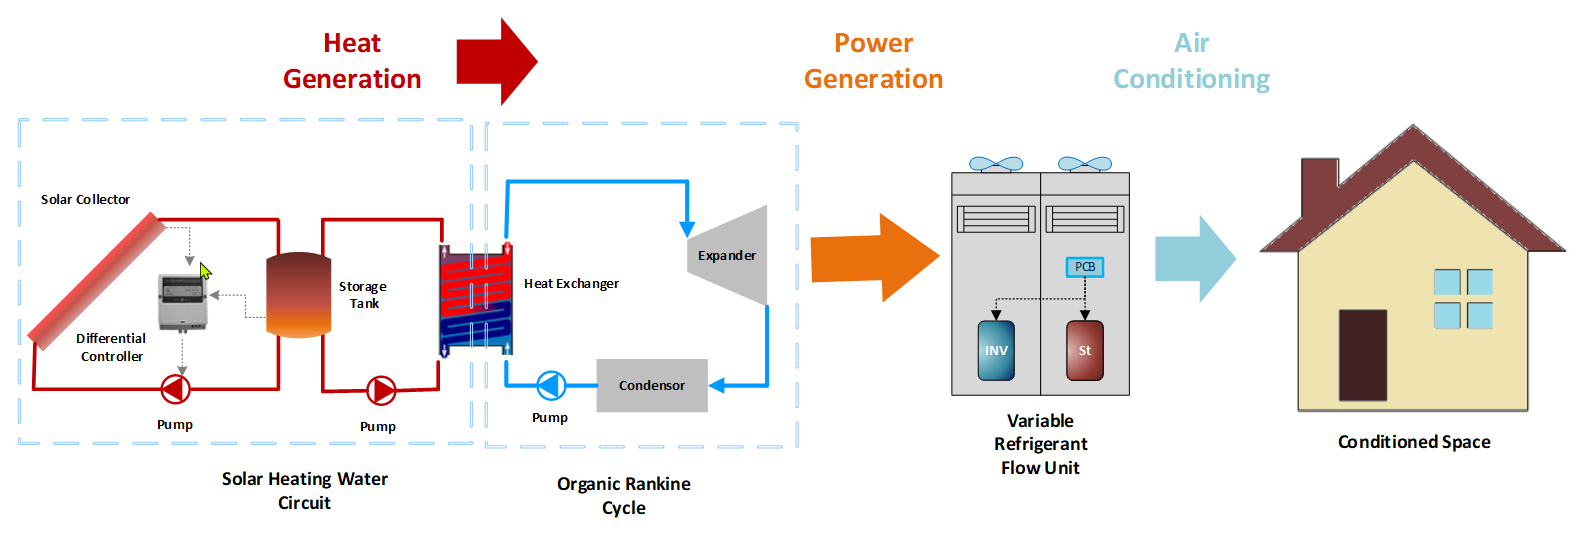 Heat
Generation
Power
Generation
Air
Conditioning
Solar Collector
Differential
Controller
Storage
Tank
Pump
Pump
Heat Exchanger
Expander
Condensor
Pump
PCB
INV
St
Solar Heating Water
Circuit
Organic Rankine
Cycle
Variable
Refrigerant
Flow Unit
Conditioned Space